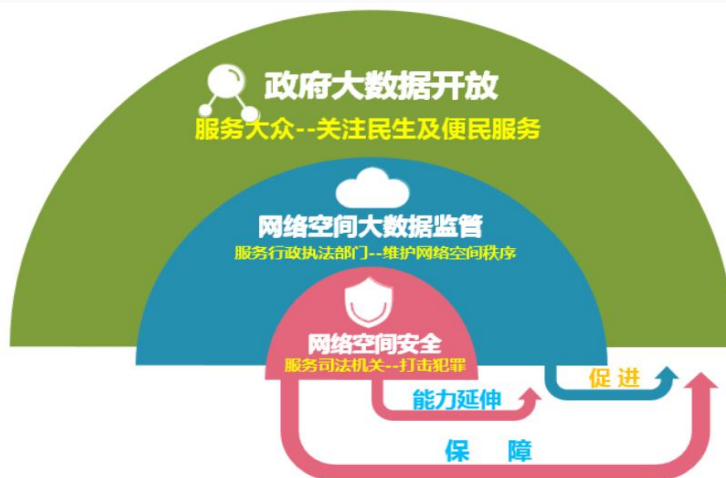 政府大数据开放
服务大众--关注民生及便民服务
网络空间大数据监管
服务行政执法部门--维护网络空间秩序
网络空间安全
服务司法机关--打击犯罪
促 进
能力延伸
保 障